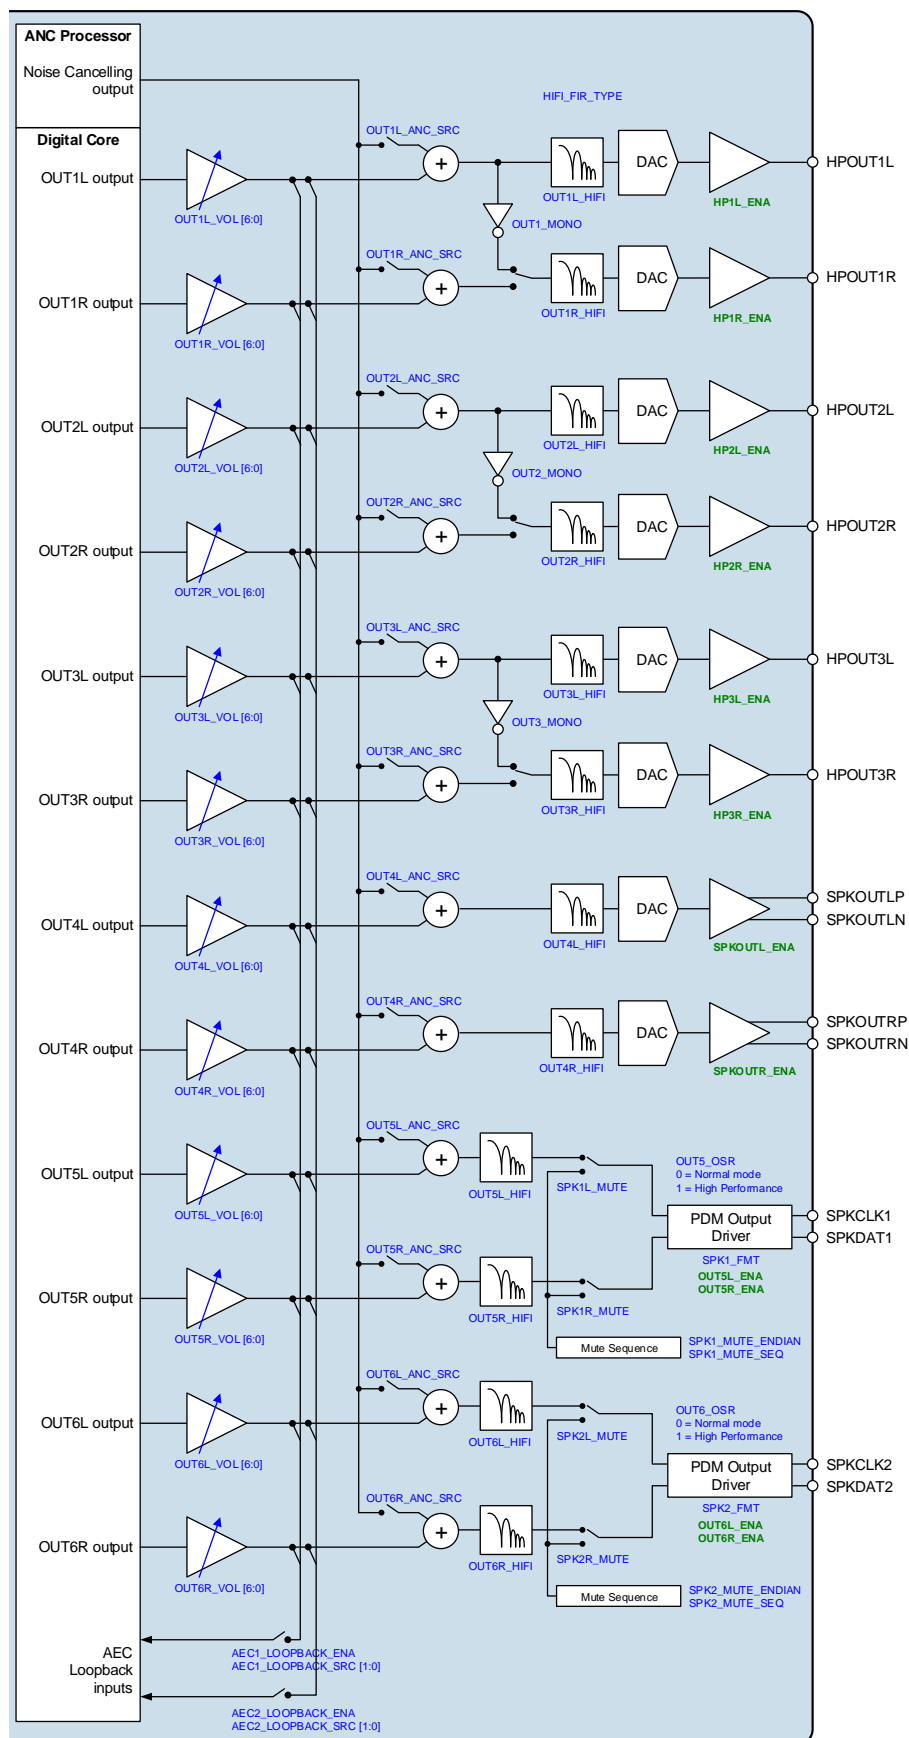 ANC Processor
Noise Cancelling
output
HIFI_FIR_TYPE
Digital Core
OUT1L_ANC_SRC
OUT1L output
+
DAC
HPOUT1L
OUT1L_VOL [6:0]
OUT1L_HIFI
HP1L_ENA
OUT1_MONO
OUT1R_ANC_SRC
OUT1R output
+
DAC
HPOUT1R
OUT1R_VOL [6:0]
OUT1R_HIFI
HP1R_ENA
OUT2L_ANC_SRC
OUT2L output
+
DAC
HPOUT2L
OUT2L_VOL [6:0]
OUT2L_HIFI
HP2L_ENA
OUT2_MONO
OUT2R_ANC_SRC
OUT2R output
+
DAC
HPOUT2R
OUT2R_VOL [6:0]
OUT2R_HIFI
HP2R_ENA
OUT3L_ANC_SRC
OUT3L output
+
DAC
HPOUT3L
OUT3L_VOL [6:0]
OUT3L_HIFI
HP3L_ENA
OUT3_MONO
OUT3R_ANC_SRC
OUT3R output
+
DAC
HPOUT3R
OUT3R_VOL [6:0]
OUT3R_HIFI
HP3R_ENA
OUT4L_ANC_SRC
OUT4L output
+
DAC
SPKOUTLP
SPKOUTLN
OUT4L_VOL [6:0]
OUT4L_HIFI
SPKOUTL_ENA
OUT4R_ANC_SRC
OUT4R output
+
DAC
SPKOUTRP
SPKOUTRN
OUT4R_VOL [6:0]
OUT4R_HIFI
SPKOUTR_ENA
OUT5L_ANC_SRC
OUT5L output
+
OUT5L_VOL [6:0]
OUT5L_HIFI
SPK1L_MUTE
OUT5_OSR
0 = Normal mode
1 = High Performance
PDM Output
Driver
SPKCLK1
SPKDAT1
SPK1_FMT
OUT5L_ENA
OUT5R_ENA
OUT5R_ANC_SRC
OUT5R output
+
OUT5R_VOL [6:0]
OUT5R_HIFI
SPK1R_MUTE
Mute Sequence
SPK1_MUTE_ENDIAN
SPK1_MUTE_SEQ
OUT6L_ANC_SRC
OUT6L output
+
OUT6L_VOL [6:0]
OUT6L_HIFI
SPK2L_MUTE
OUT6_OSR
0 = Normal mode
1 = High Performance
PDM Output
Driver
SPKCLK2
SPKDAT2
SPK2_FMT
OUT6L_ENA
OUT6R_ENA
OUT6R_ANC_SRC
OUT6R output
+
OUT6R_VOL [6:0]
OUT6R_HIFI
SPK2R_MUTE
Mute Sequence
SPK2_MUTE_ENDIAN
SPK2_MUTE_SEQ
AEC
Loopback
inputs
AEC1_LOOPBACK_ENA
AEC1_LOOPBACK_SRC [1:0]
AEC2_LOOPBACK_ENA
AEC2_LOOPBACK_SRC [1:0]